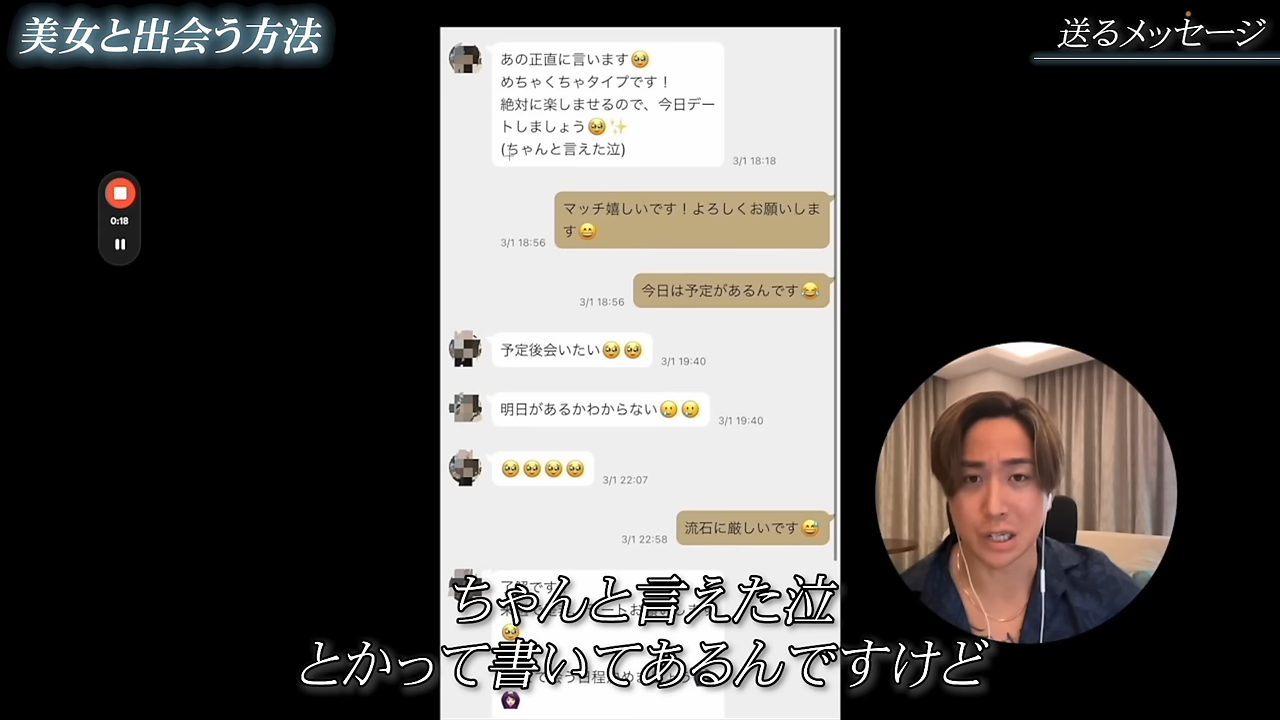 美女と出会う方法
送るメッセージ
あの正直に言います🥹
めちゃくちゃタイプです！
絶対に楽しませるので、今日デー
トしましょう🥹✨
(ちゃんと言えた泣)
3/1 18:18
マッチ嬉しいです！よろしくお願いしま
す😄
3/1 18:56
今日は予定があるんです😂
3/1 18:56
0:18
予定後会いたい🥹🥹
3/1 19:40
明日があるかわからない🥲🥲
3/1 19:40
🥹🥹🥹🥹
3/1 22:07
流石に厳しいです😅
3/1 22:58
了解です
ちゃんと言えた泣
とかって書いてあるんですけど